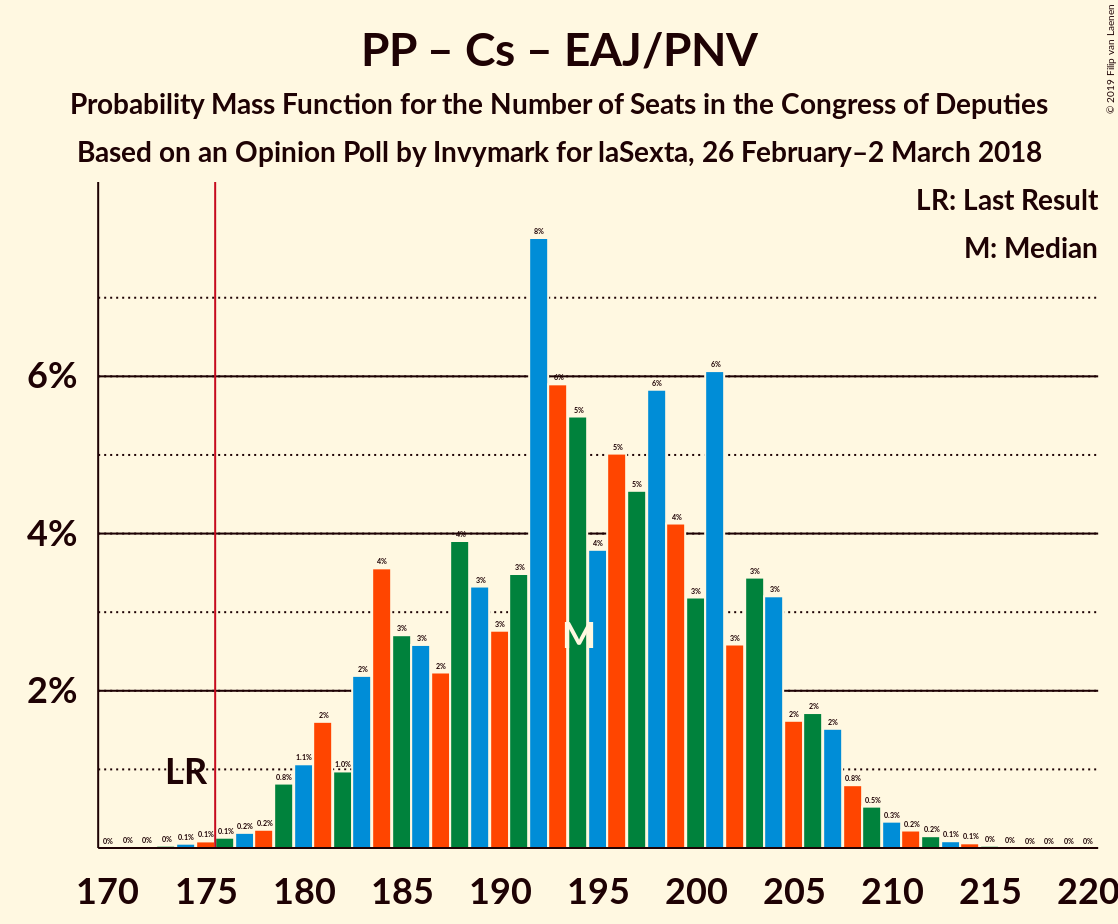 © 2019 Filip van Laenen
PP – Cs – EAJ/PNV
Probability Mass Function for the Number of Seats in the Congress of Deputies
Based on an Opinion Poll by Invymark for laSexta, 26 February–2 March 2018
LR: Last Result
M: Median
6%
4%
2%
LR
M
0% 0% 0% 0% 0.1% 0.1% 0.1% 0.2% 0.2% 0.8% 1.1% 2% 1.0% 2% 4% 3% 3% 2% 4% 3% 3% 3% 8% 6% 5% 4% 5% 5% 6% 4% 3% 6% 3% 3% 3% 2% 2% 2% 0.8% 0.5% 0.3% 0.2% 0.2% 0.1% 0.1% 0% 0% 0% 0% 0% 0%
170 175 180 185 190 195 200 205 210 215 220